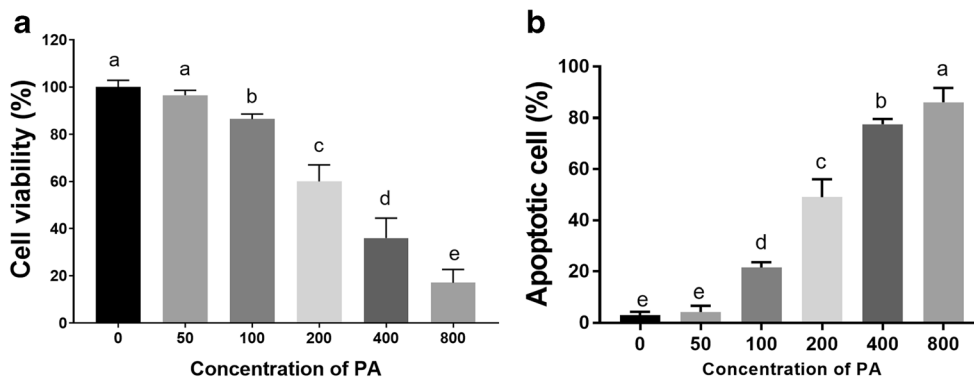 a
Cell viability (%)
120
100
80
60
40
20
0
a
a
b
c
d
e
0 50 100 200 400 800
Concentration of PA
b
Apoptotic cell (%)
100
80
60
40
20
0
e
e
d
c
b
a
0 50 100 200 400 800
Concentration of PA